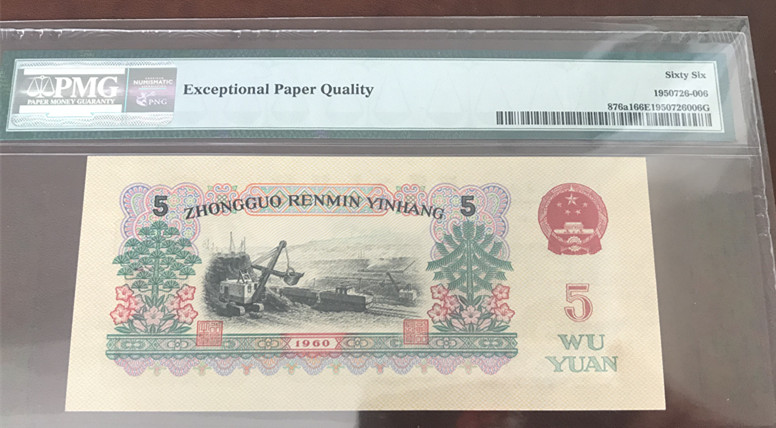 PMG
PAPER MONEY GUARANTY
NUMISMATIC
PNG
Exceptional Paper Quality
Sixty Six
1950726-006
876a166E1950726006G
5
ZHONGGUO RENMIN YINHANG
5
5
1960
WU
YUAN